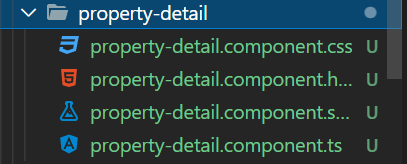 property-detail
property-detail.component.css U
property-detail.component.h... U
property-detail.component.s... U
property-detail.component.ts U